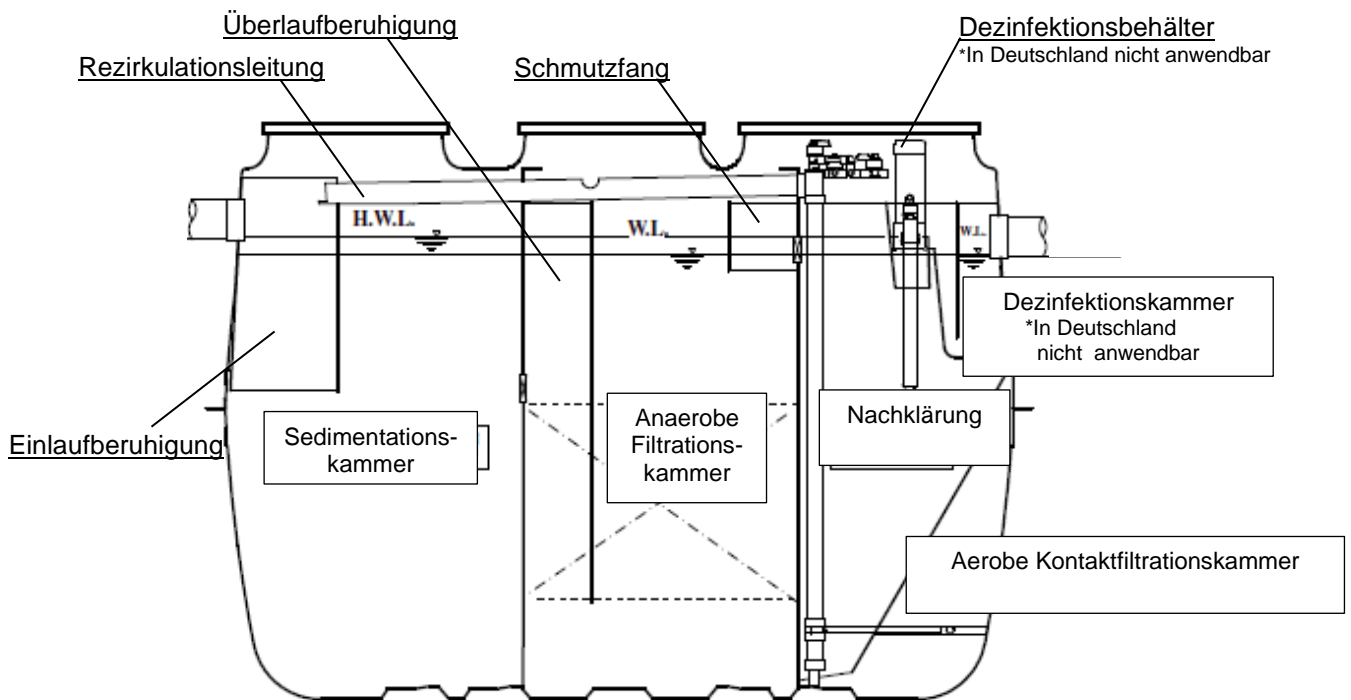 Überlaufberuhigung
Dezinfektionsbehälter
*In Deutschland nicht anwendbar
Rezirkulationsleitung
Schmutzfang
H.W.L.
W.L.
W.L.
Dezinfektionskammer
*In Deutschland
nicht anwendbar
Einlaufberuhigung
Sedimentations-
kammer
Anaerobe
Filtrations-
kammer
Nachklärung
Aerobe Kontaktfiltrationskammer